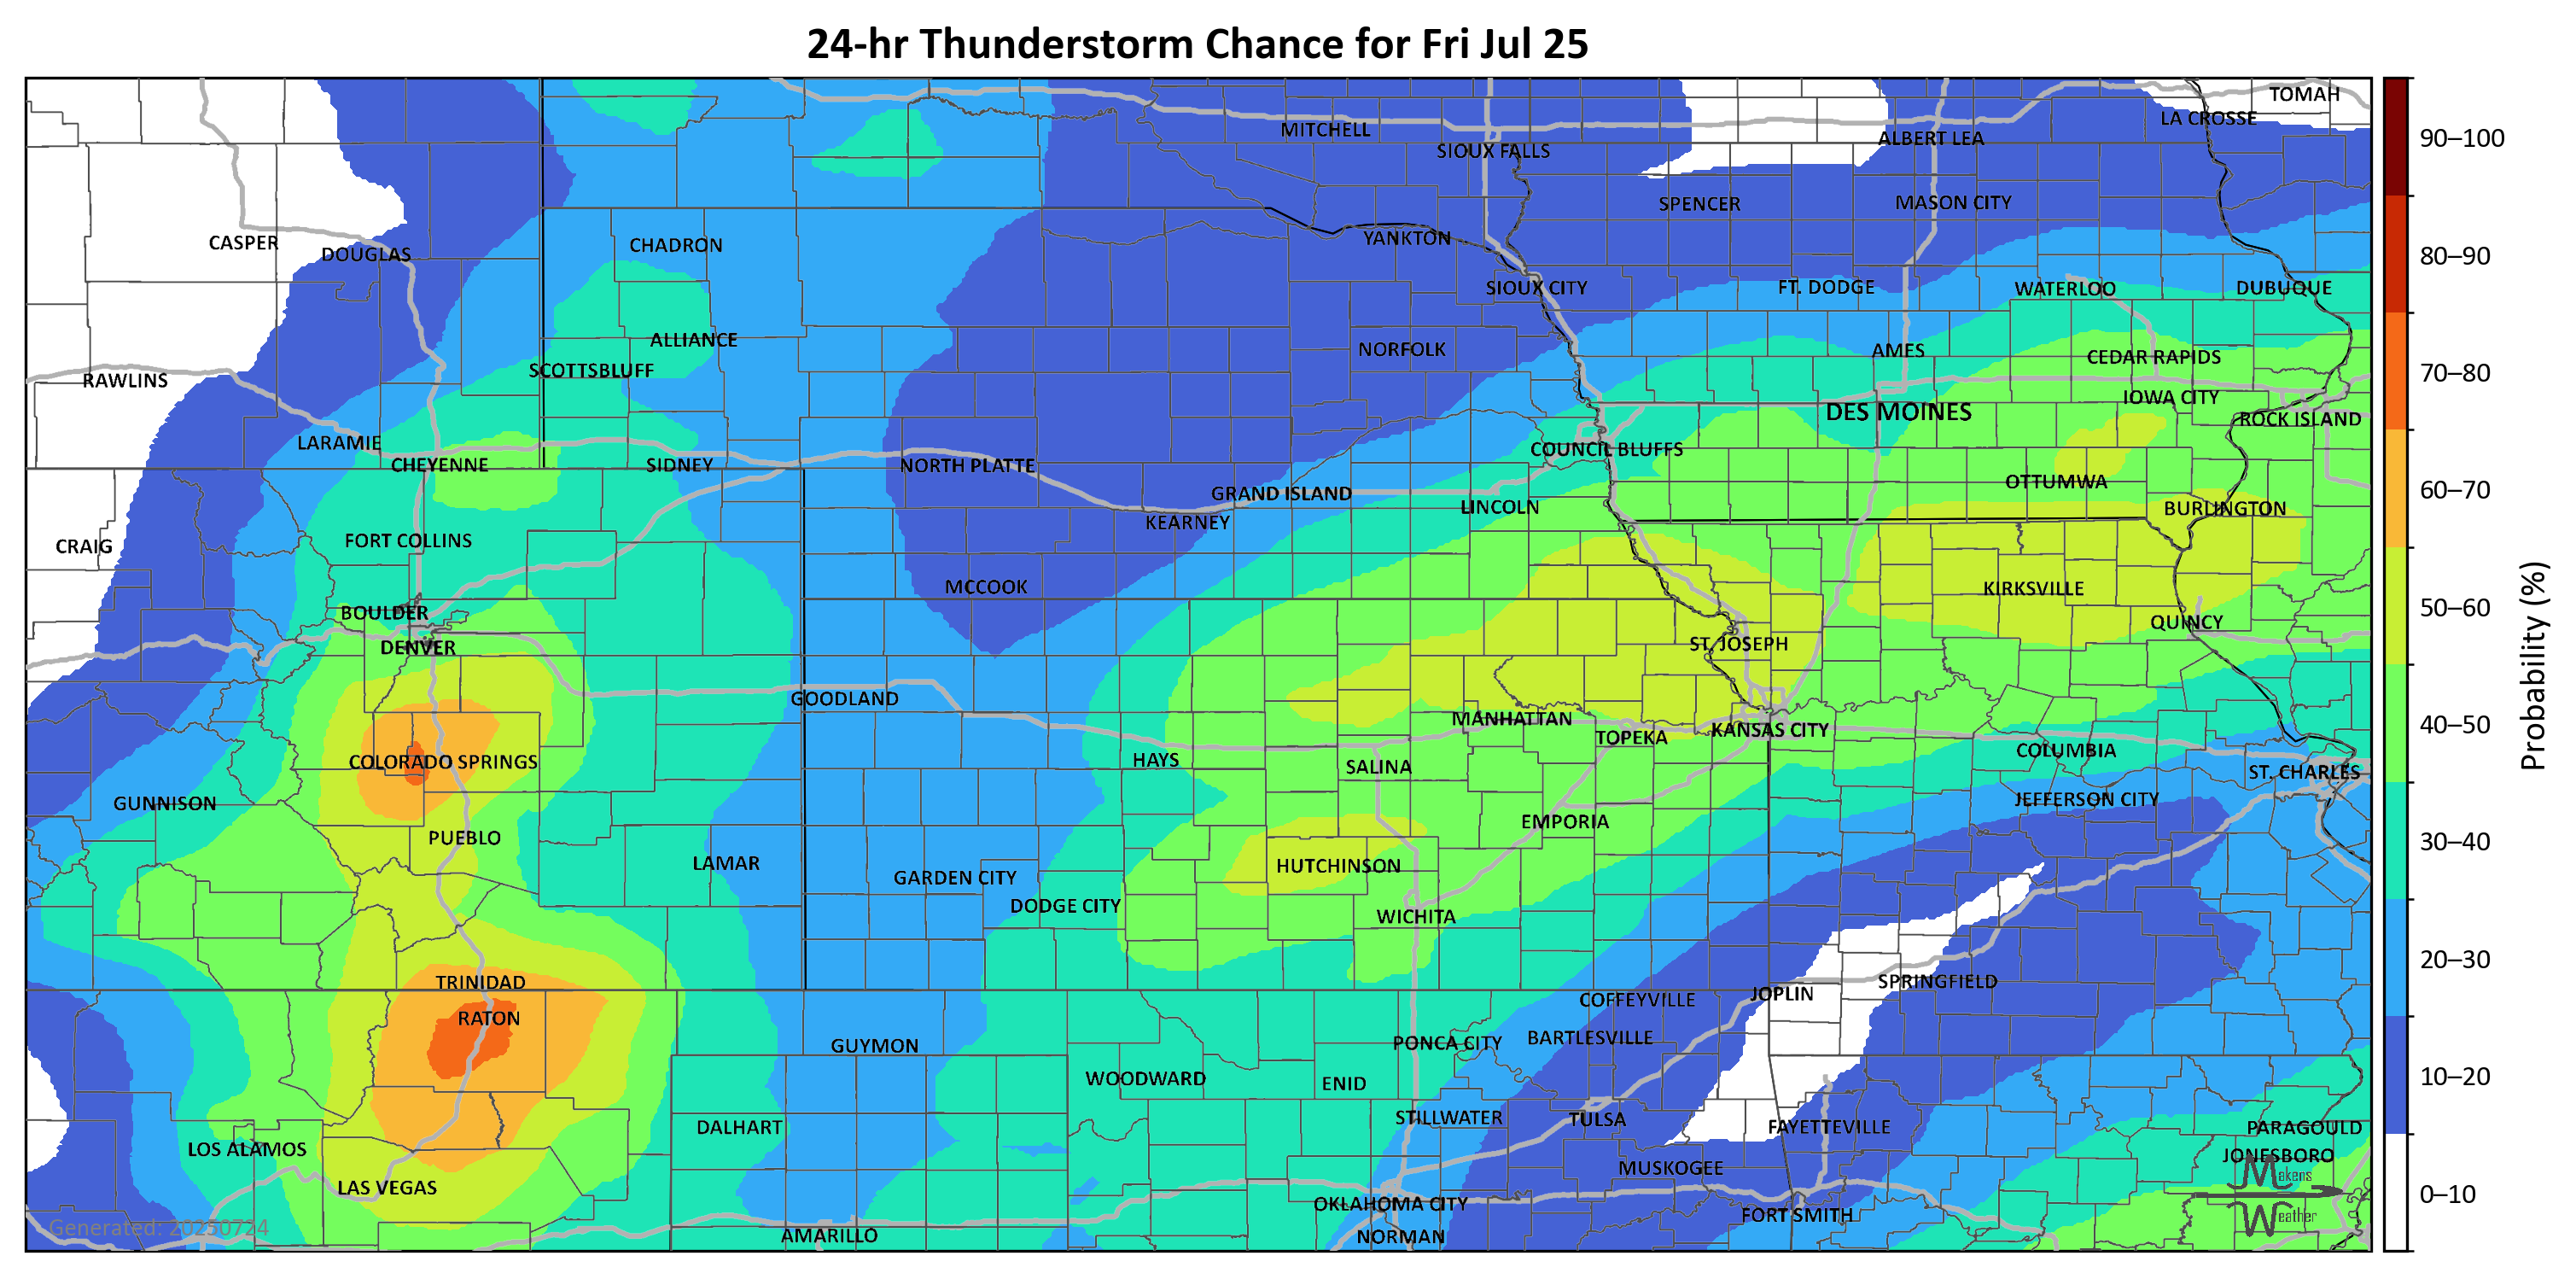 24-hr Thunderstorm Chance for Fri Jul 25
TOMAH
LA CROSSE
MITCHELL
ALBERT LEA
SIOUX FALLS
SPENCER
MASON CITY
CASPER
DOUGLAS
CHADRON
YANKTON
SIOUX CITY
FT. DODGE
WATERLOO
DUBUQUE
ALLIANCE
NORFOLK
AMES
CEDAR RAPIDS
RAWLINS
SCOTTSBLUFF
IOWA CITY
DES MOINES
ROCK ISLAND
LARAMIE
COUNCIL BLUFFS
CHEYENNE
SIDNEY
NORTH PLATTE
OTTUMWA
GRAND ISLAND
LINCOLN
BURLINGTON
KEARNEY
CRAIG
FORT COLLINS
MCCOOK
KIRKSVILLE
BOULDER
QUINCY
DENVER
ST. JOSEPH
GOODLAND
MANHATTAN
KANSAS CITY
TOPEKA
COLUMBIA
COLORADO SPRINGS
HAYS
SALINA
ST. CHARLES
GUNNISON
JEFFERSON CITY
PUEBLO
EMPORIA
LAMAR
HUTCHINSON
GARDEN CITY
DODGE CITY
WICHITA
TRINIDAD
SPRINGFIELD
JOPLIN
COFFEYVILLE
RATON
BARTLESVILLE
GUYMON
PONCA CITY
WOODWARD
ENID
STILLWATER
TULSA
DALHART
FAYETTEVILLE
PARAGOULD
LOS ALAMOS
JONESBORO
MUSKOGEE
LAS VEGAS
OKLAHOMA CITY
FORT SMITH
AMARILLO
NORMAN
Generated: 20250724
Makens
Weather
90–100
80–90
70–80
60–70
50–60
40–50
30–40
20–30
10–20
0–10
Probability (%)